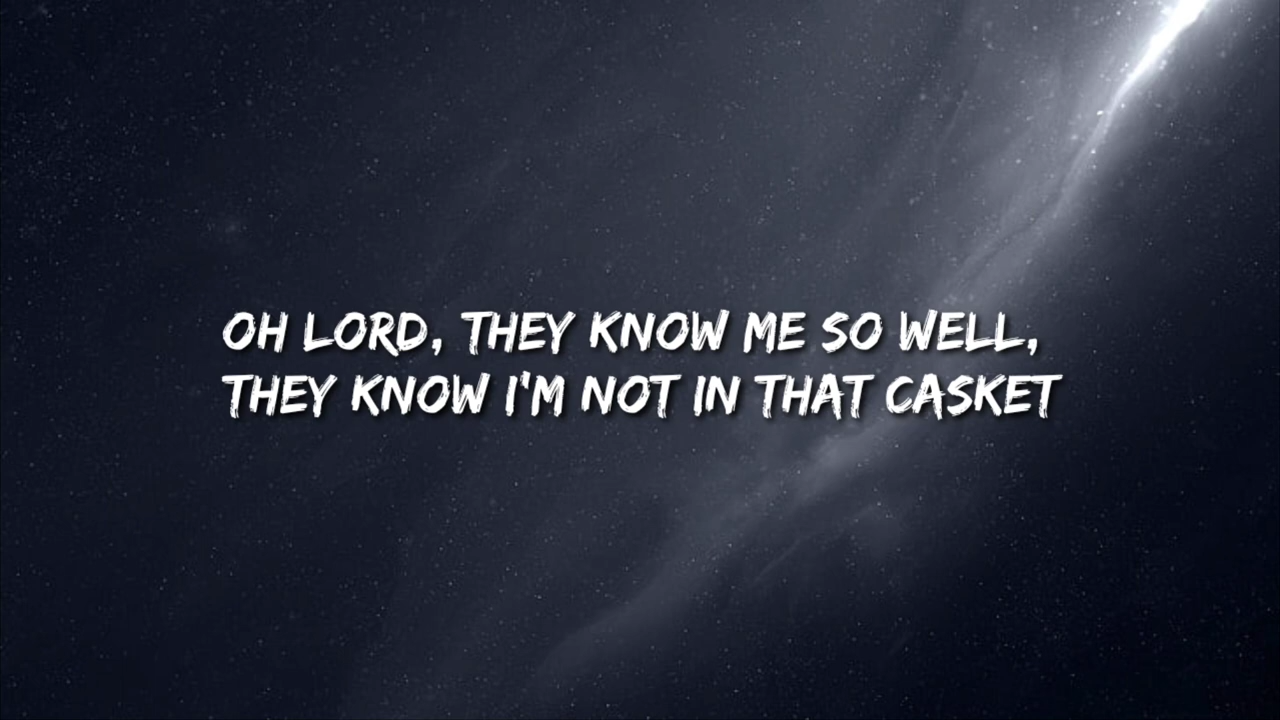 OH LORD, THEY KNOW ME SO WELL,
THEY KNOW I'M NOT IN THAT CASKET